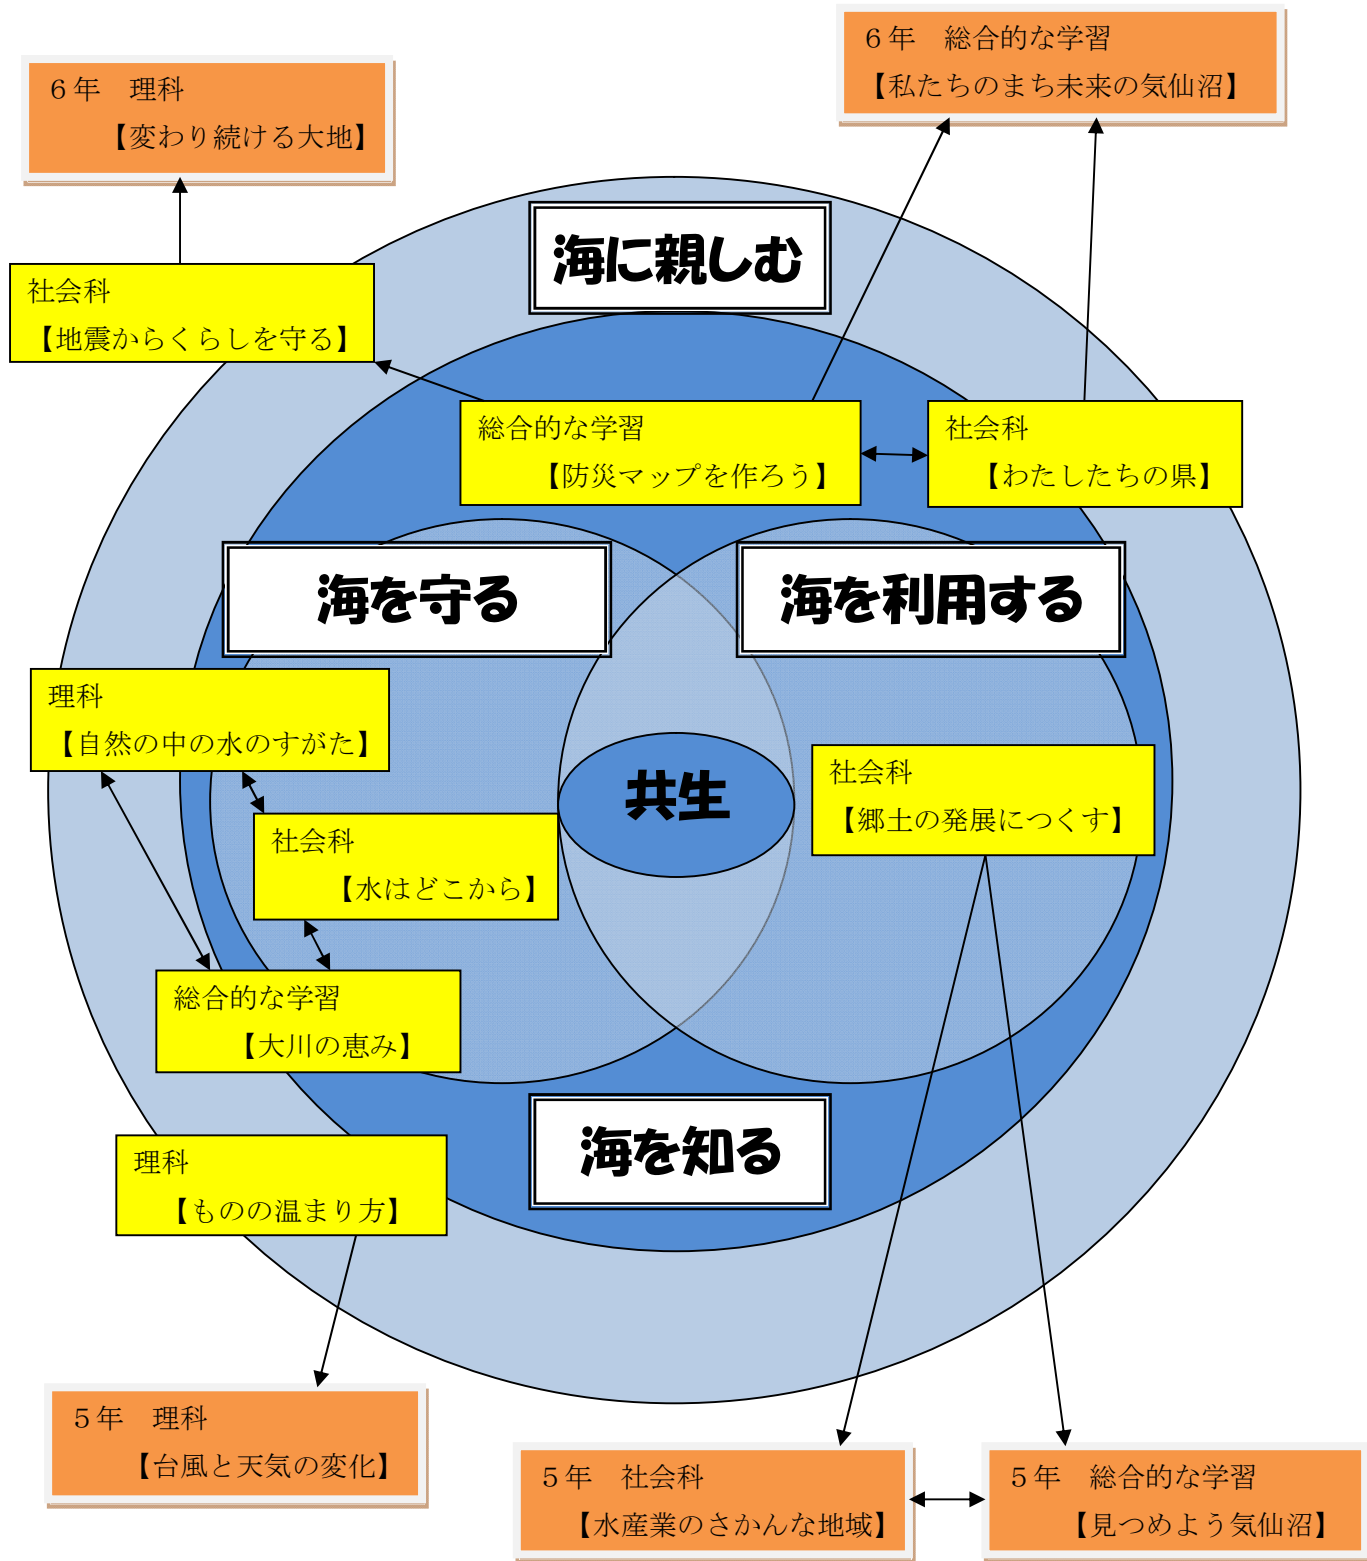 ６年　総合的な学習
【私たちのまち未来の気仙沼】
６年　理科
【変わり続ける大地】
海に親しむ
社会科
【地震からくらしを守る】
総合的な学習
【防災マップを作ろう】
社会科
【わたしたちの県】
海を守る
海を利用する
理科
【自然の中の水のすがた】
共生
社会科
【郷土の発展につくす】
社会科
【水はどこから】
総合的な学習
【大川の恵み】
海を知る
理科
【ものの温まり方】
５年　理科
【台風と天気の変化】
５年　社会科
【水産業のさかんな地域】
５年　総合的な学習
【見つめよう気仙沼】